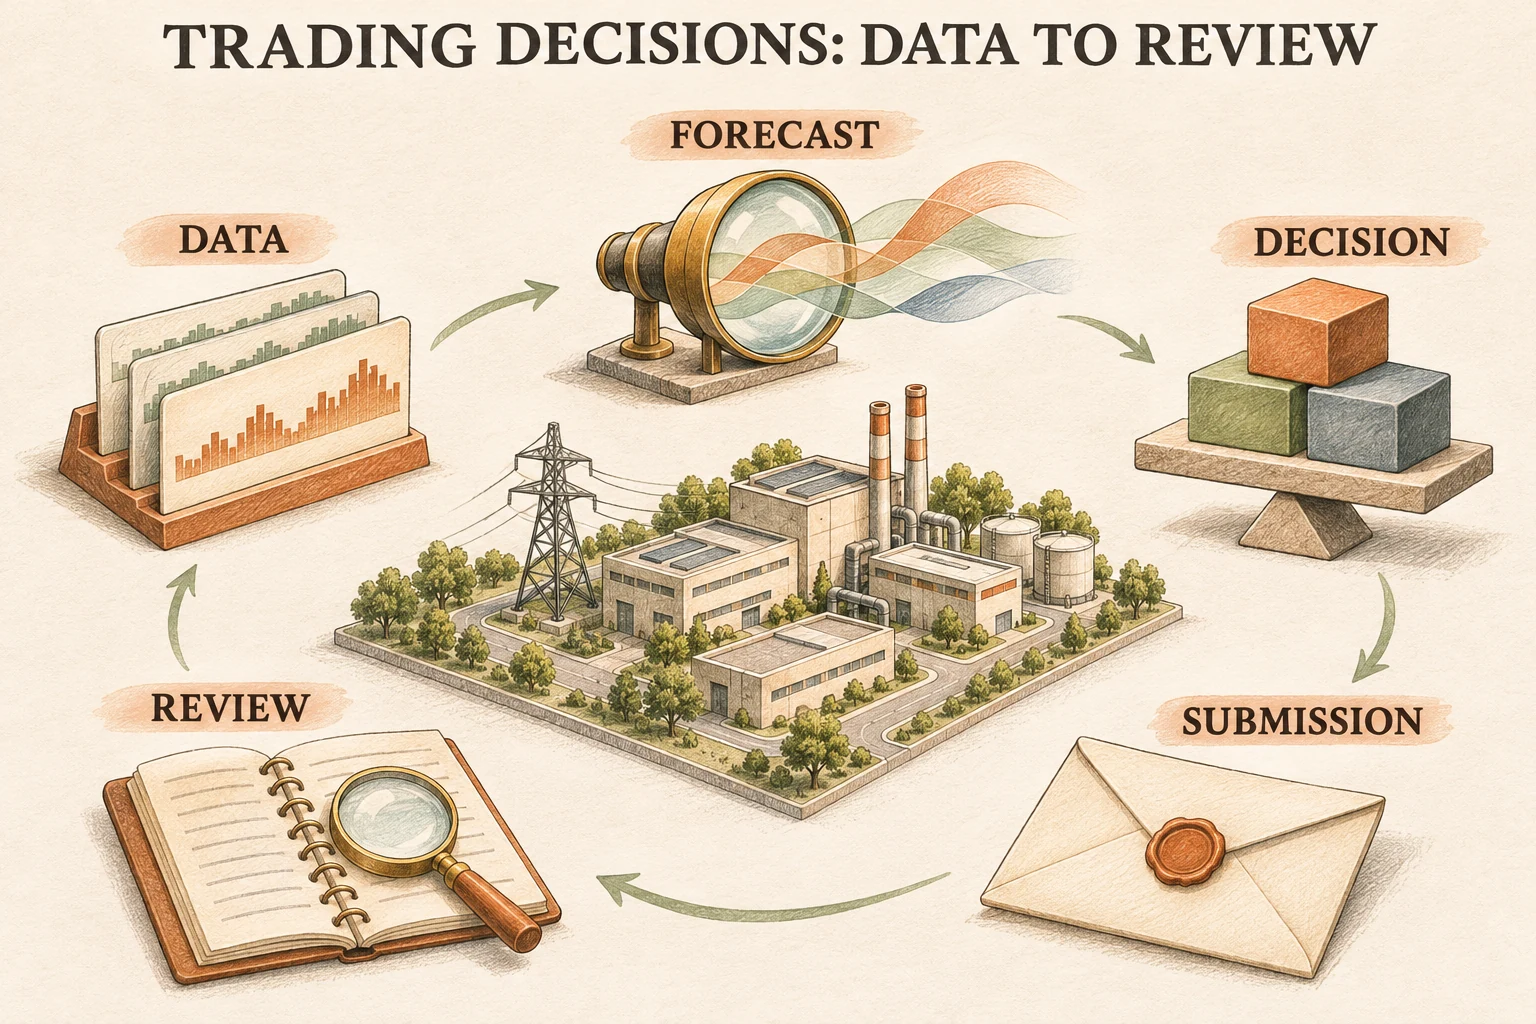 TRADING DECISIONS: DATA TO REVIEW
FORECAST
DATA
DECISION
REVIEW
SUBMISSION